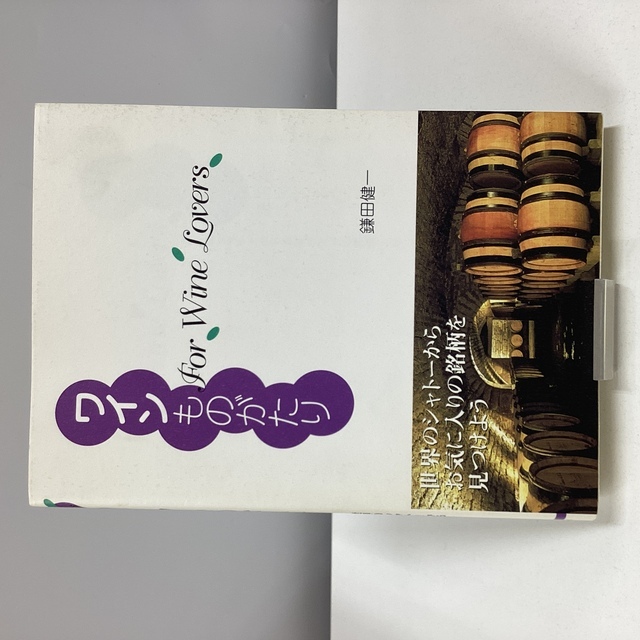 ワインものがたり
For Wine Lovers
鎌田健一
世界のシャトーから
お気に入りの銘柄を
見つけよう